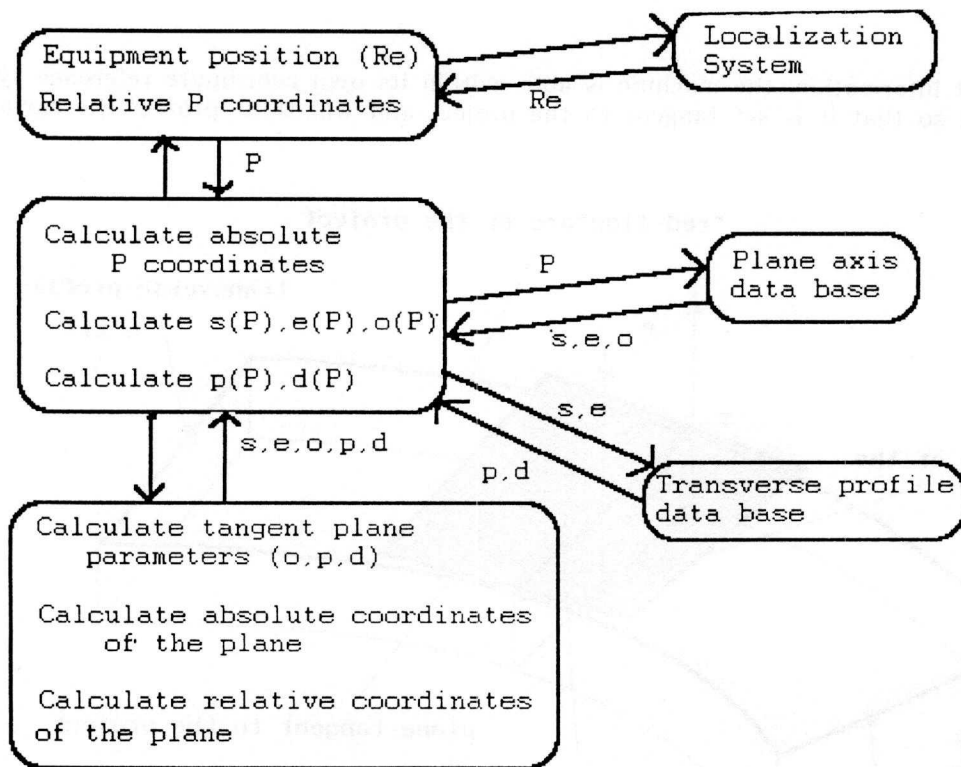 Equipment position (Re)
Relative P coordinates
Localization
System
Re
P
Calculate absolute
P coordinates
Calculate s(P),e(P),o(P)
Calculate p(P),d(P)
P
Plane axis
data base
s,e,o
s,e
p,d
Transverse profile
data base
s,e,o,p,d
Calculate tangent plane
parameters (o,p,d)
Calculate absolute coordinates
of the plane
Calculate relative coordinates
of the plane